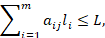 ∑_{i=1}^{m} a_{ij} l_i ≤ L,